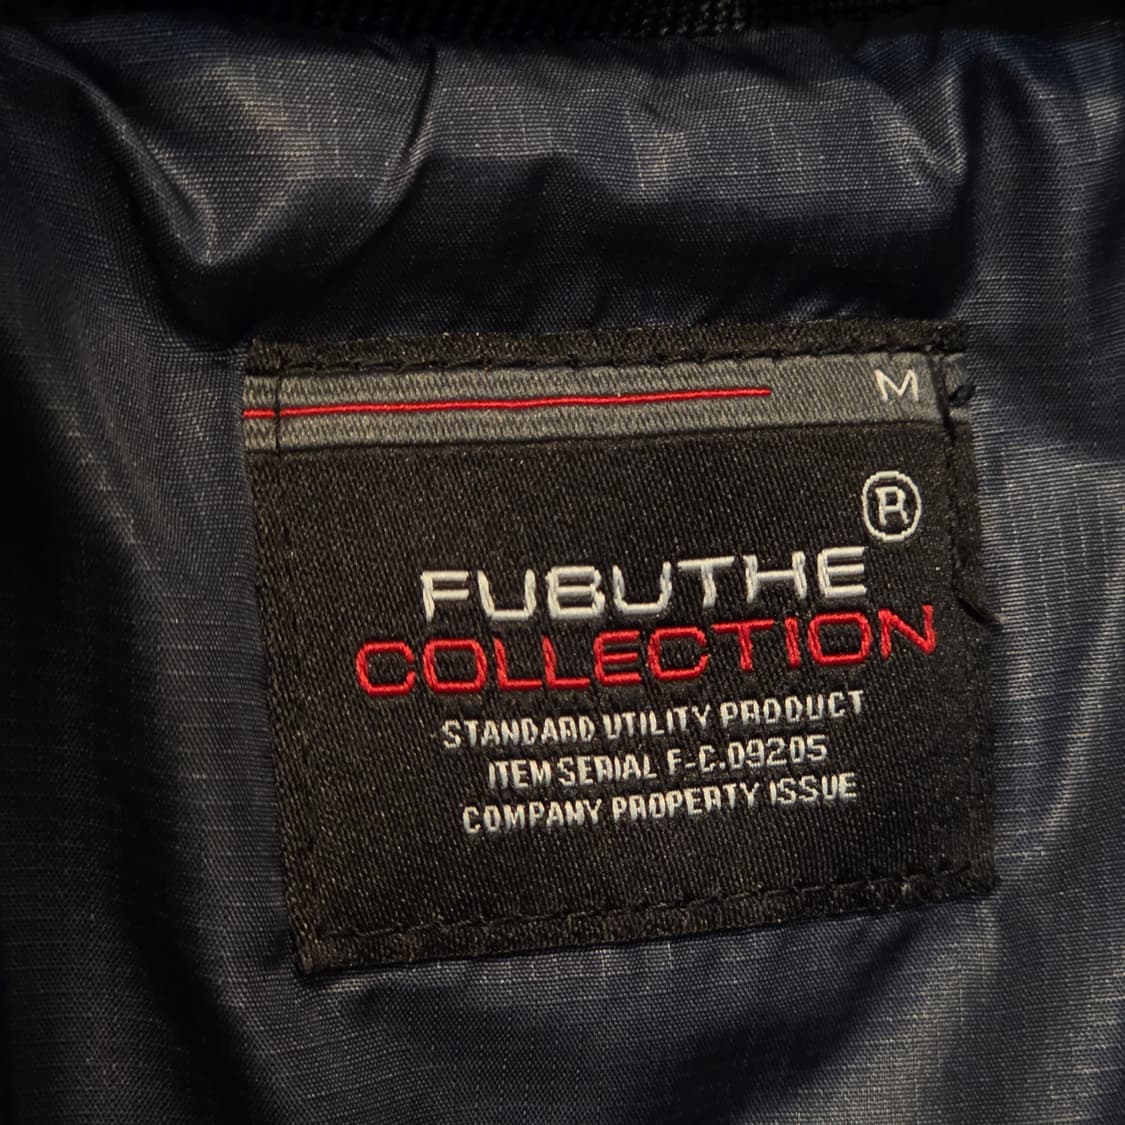 M
®
FUBUTHE
COLLECTION
STANDARD UTILITY PRODUCT
ITEM SERIAL F-C.09205
COMPANY PROPERTY ISSUE